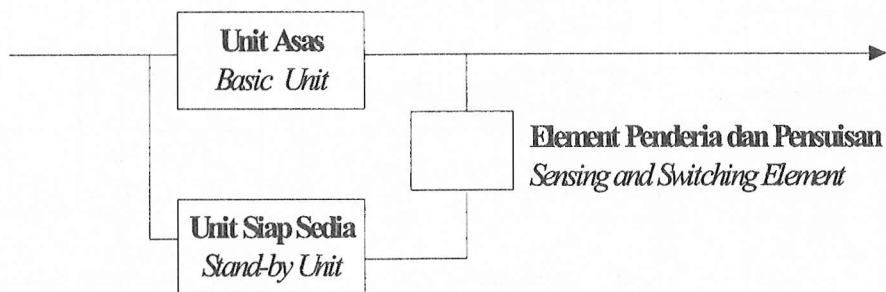 Unit Asas
Basic Unit
Element Penderia dan Pensuisan
Sensing and Switching Element
Unit Siap Sedia
Stand-by Unit